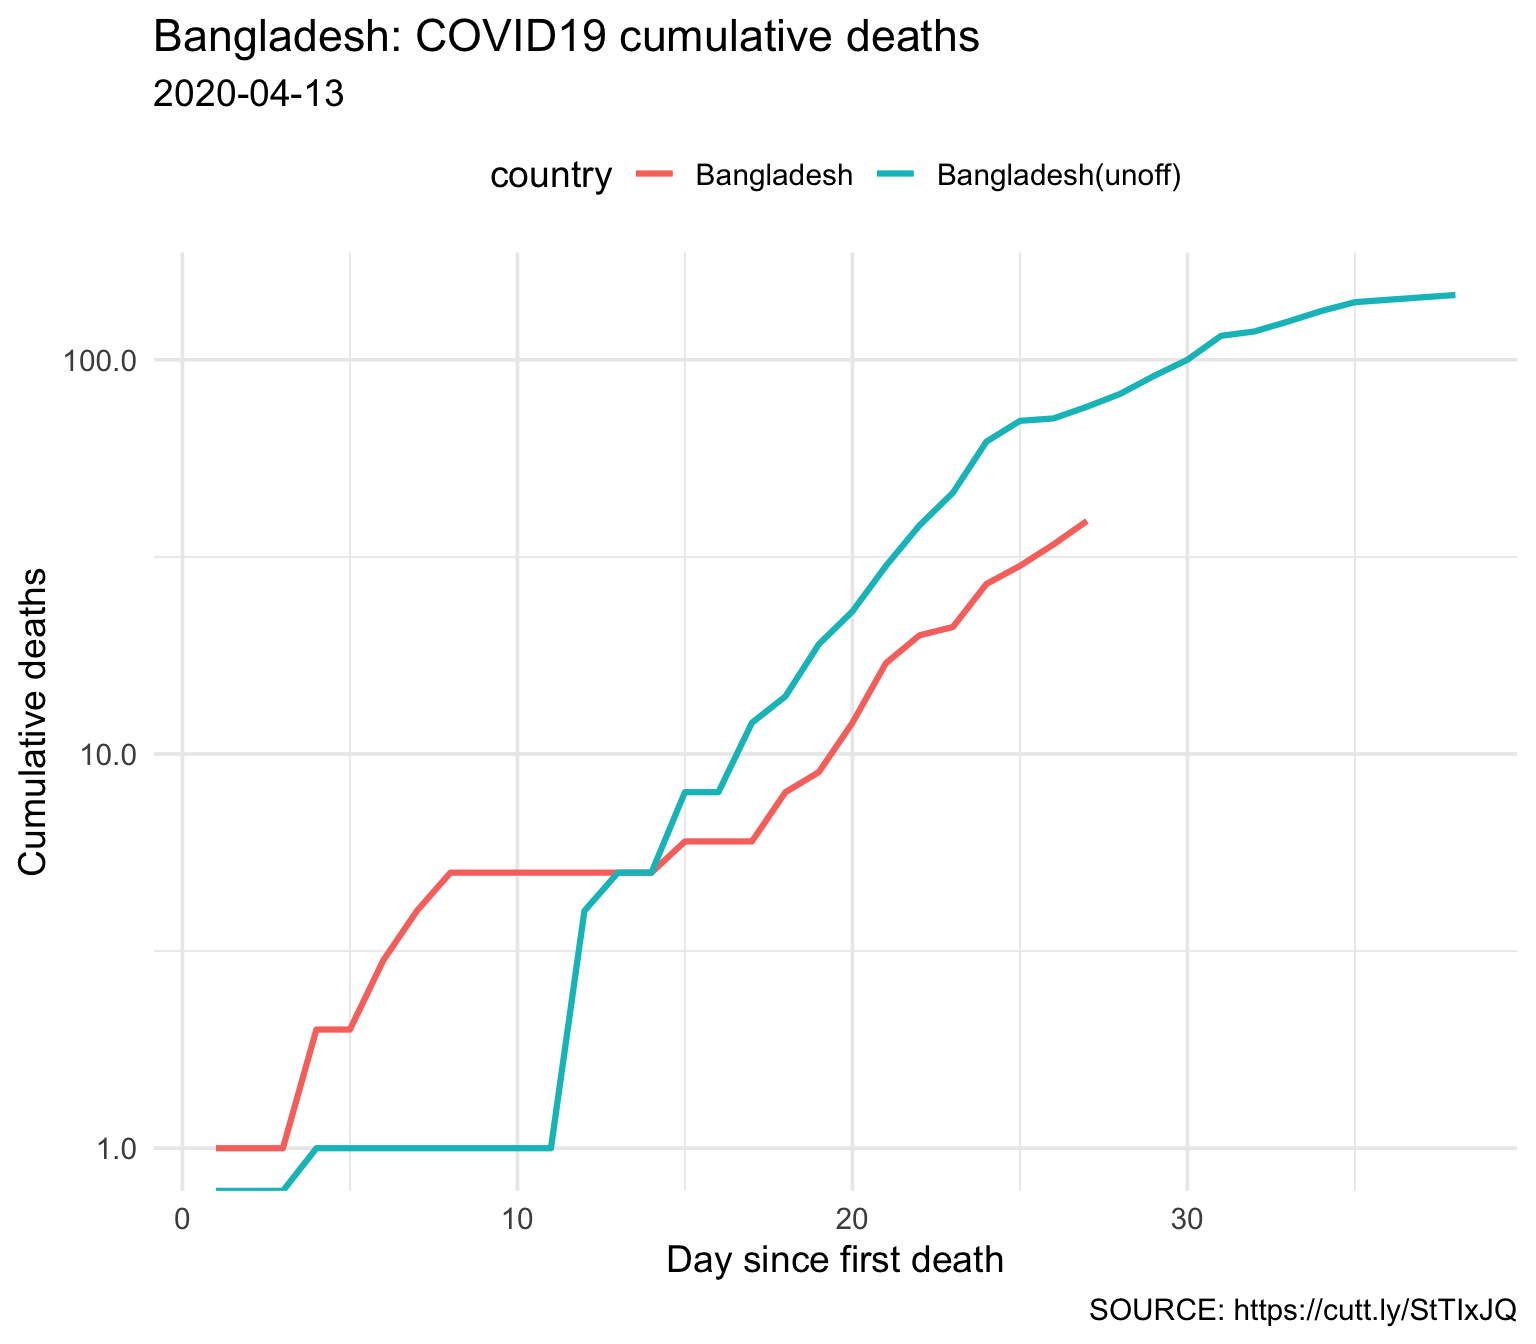 Bangladesh: COVID19 cumulative deaths
2020-04-13
country Bangladesh Bangladesh(unoff)
Cumulative deaths
100.0
10.0
1.0
0 10 20 30
Day since first death
SOURCE: https://cutt.ly/StTIxJQ